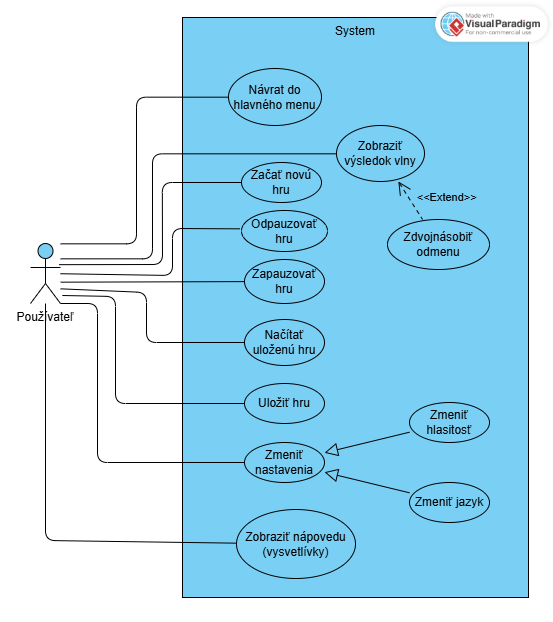 System
Made with
VisualParadigm
For non-commercial use
Návrat do
hlavného menu
Zobraziť
výsledok vlny
Začať novú
hru
<<Extend>>
Odpauzovať
hru
Zdvojnásobiť
odmenu
Zapauzovať
hru
Používateľ
Načítať
uloženú hru
Uložiť hru
Zmeniť
hlasitosť
Zmeniť
nastavenia
Zmeniť jazyk
Zobraziť nápovedu
(vysvetlívky)